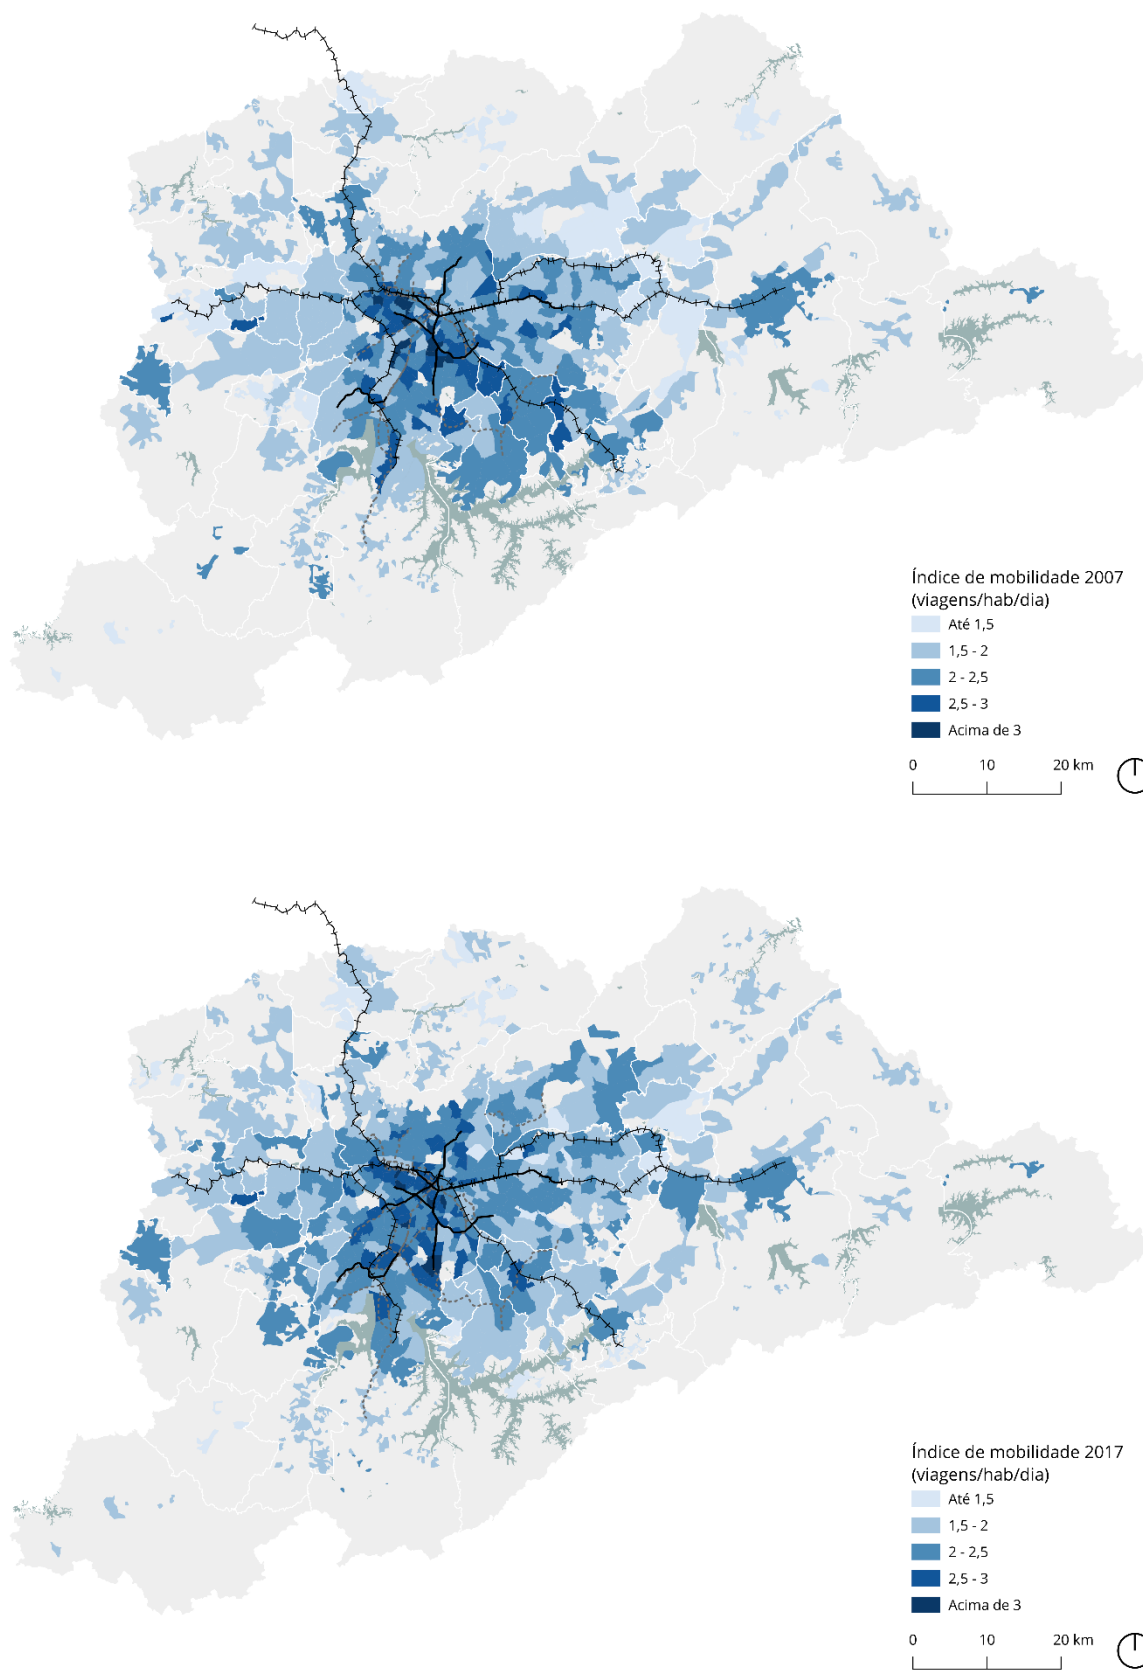 Índice de mobilidade 2007
(viagens/hab/dia)
Até 1,5
1,5 - 2
2 - 2,5
2,5 - 3
Acima de 3
0 10 20 km
Índice de mobilidade 2017
(viagens/hab/dia)
Até 1,5
1,5 - 2
2 - 2,5
2,5 - 3
Acima de 3
0 10 20 km